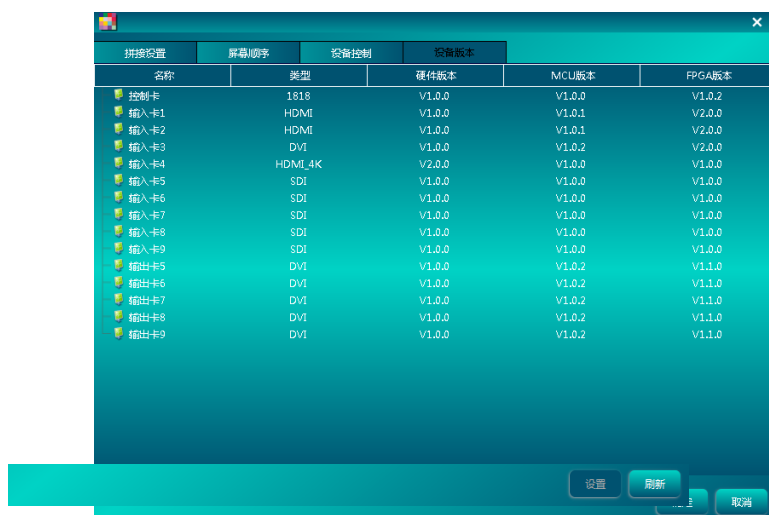 拼接设置 屏幕顺序 设备控制 设备版本
名称 类型 硬件版本 MCU版本 FPGA版本
控制卡 1818 V1.0.0 V1.0.0 V1.0.2
输入卡1 HDMI V1.0.0 V1.0.1 V2.0.0
输入卡2 HDMI V1.0.0 V1.0.1 V2.0.0
输入卡3 DVI V1.0.0 V1.0.2 V2.0.0
输入卡4 HDMI_4K V2.0.0 V1.0.0 V1.0.0
输入卡5 SDI V1.0.0 V1.0.0 V1.0.0
输入卡6 SDI V1.0.0 V1.0.0 V1.0.0
输入卡7 SDI V1.0.0 V1.0.0 V1.0.0
输入卡8 SDI V1.0.0 V1.0.0 V1.0.0
输入卡9 SDI V1.0.0 V1.0.0 V1.0.0
输出卡5 DVI V1.0.0 V1.0.2 V1.1.0
输出卡6 DVI V1.0.0 V1.0.2 V1.1.0
输出卡7 DVI V1.0.0 V1.0.2 V1.1.0
输出卡8 DVI V1.0.0 V1.0.2 V1.1.0
输出卡9 DVI V1.0.0 V1.0.2 V1.1.0
设置 刷新
取消